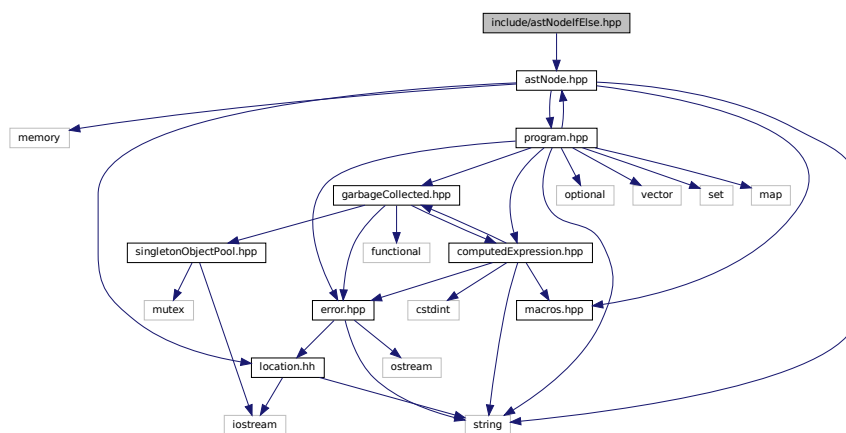 include/astNodeIfElse.hpp
astNode.hpp
memory
program.hpp
garbageCollected.hpp
optional
vector
set
map
singletonObjectPool.hpp
functional
computedExpression.hpp
mutex
error.hpp
cstdint
macros.hpp
location.hh
ostream
iostream
string